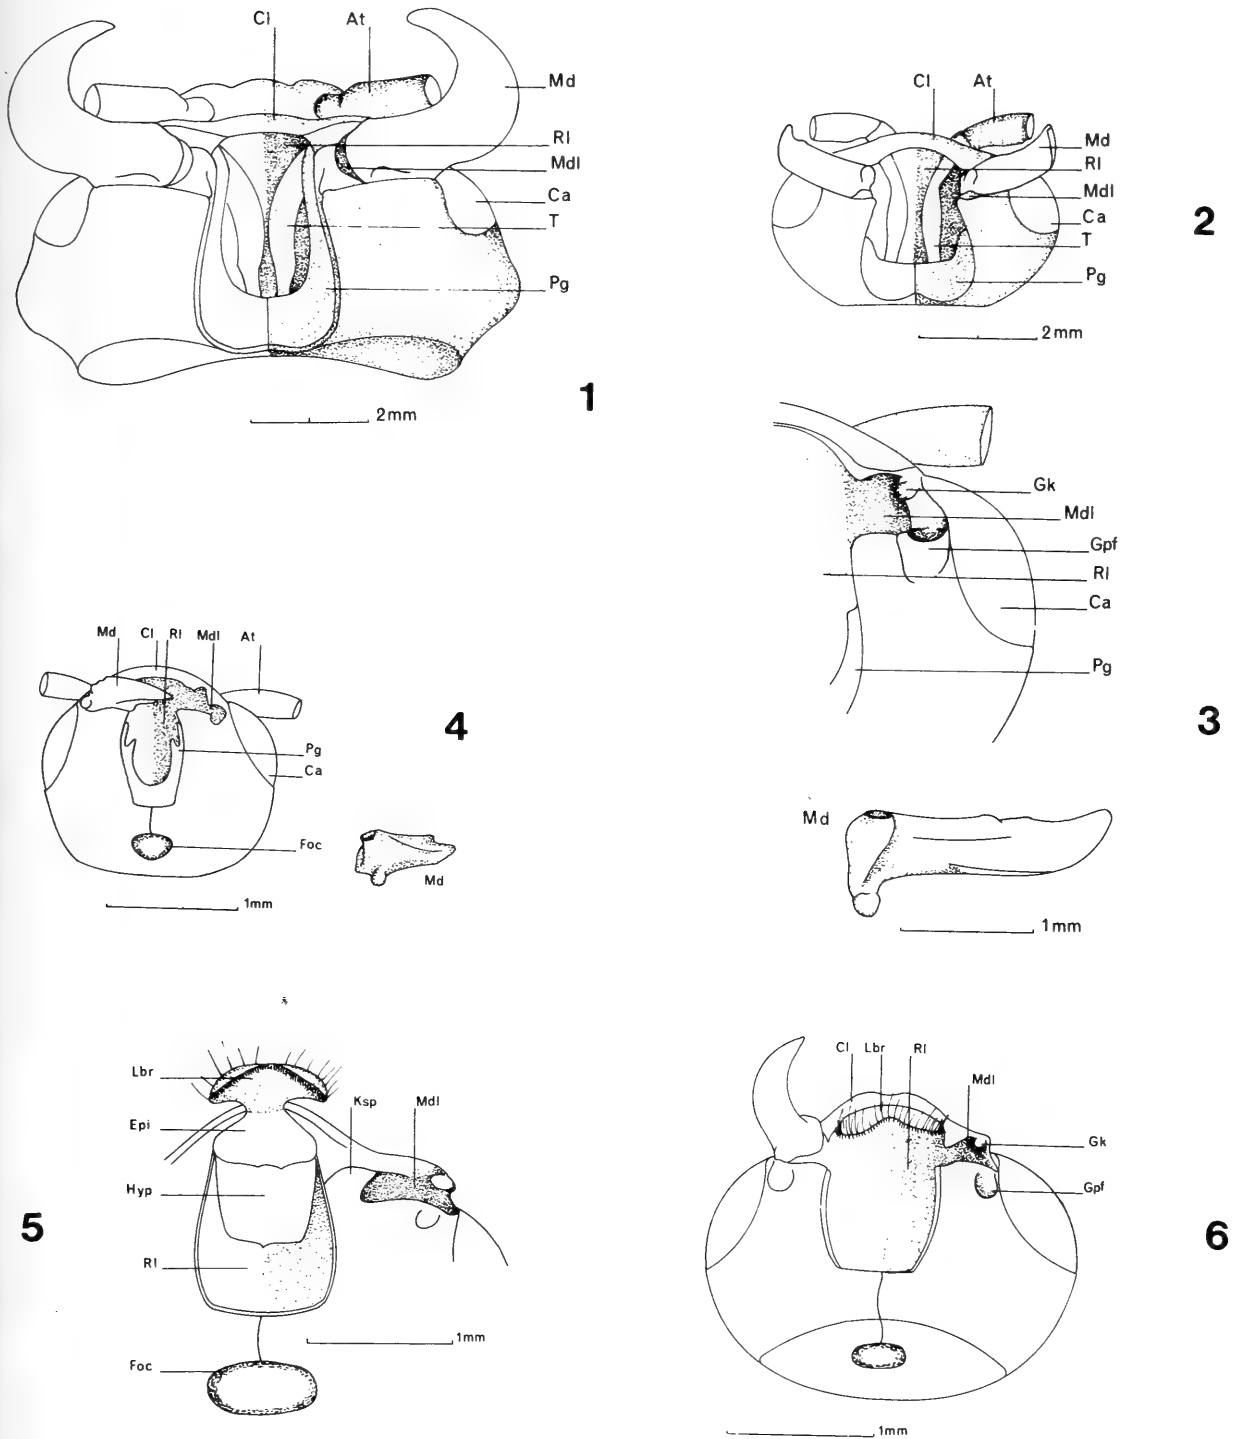 Cl At
Md
Rl
Mdl
Ca
T
Pg
2mm
1
Cl At
Md
Rl
Mdl
Ca
T
Pg
2mm
2
Gk
Mdl
Gpf
Rl
Ca
Pg
3
Md
1mm
Md Cl Rl Mdl At
Pg
Ca
Foc
Md
1mm
4
Lbr
Epi
Ksp Mdl
Hyp
Rl
Foc
1mm
5
Cl Lbr Rl
Mdl
Gk
Gpf
1mm
6